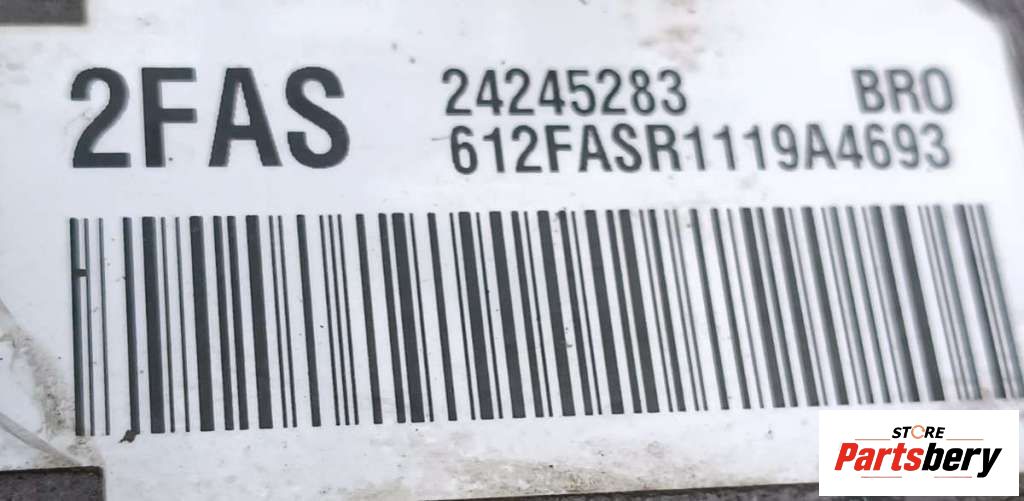 2FAS 24245283 BRO
612FASR1119A4693
STORE
Partsbery